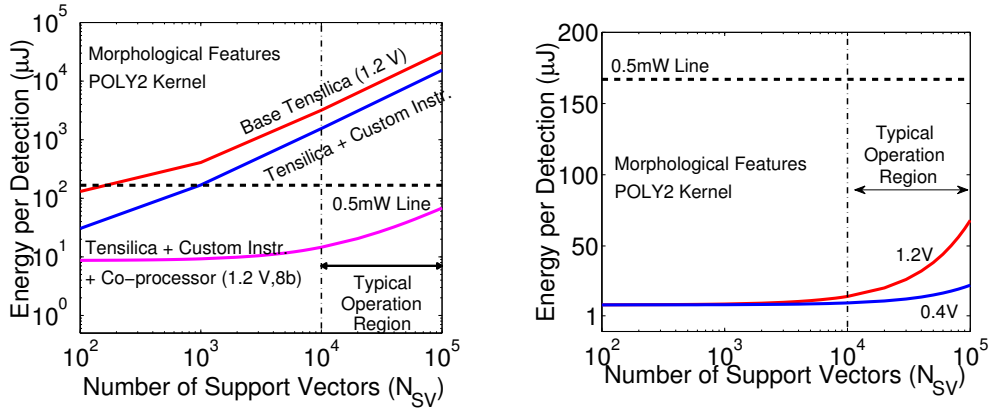 10^5
10^4
10^3
10^2
10^1
10^0
Energy per Detection (μJ)
Morphological Features
POLY2 Kernel
Base Tensilica (1.2 V)
Tensilica + Custom Instr.
0.5mW Line
Tensilica + Custom Instr.
+ Co-processor (1.2 V,8b)
Typical
Operation
Region
10^2 10^3 10^4 10^5
Number of Support Vectors (N_SV)
200
150
100
50
1
Energy per Detection (μJ)
0.5mW Line
Typical
Operation
Region
Morphological Features
POLY2 Kernel
1.2V
0.4V
10^2 10^3 10^4 10^5
Number of Support Vectors (N_SV)